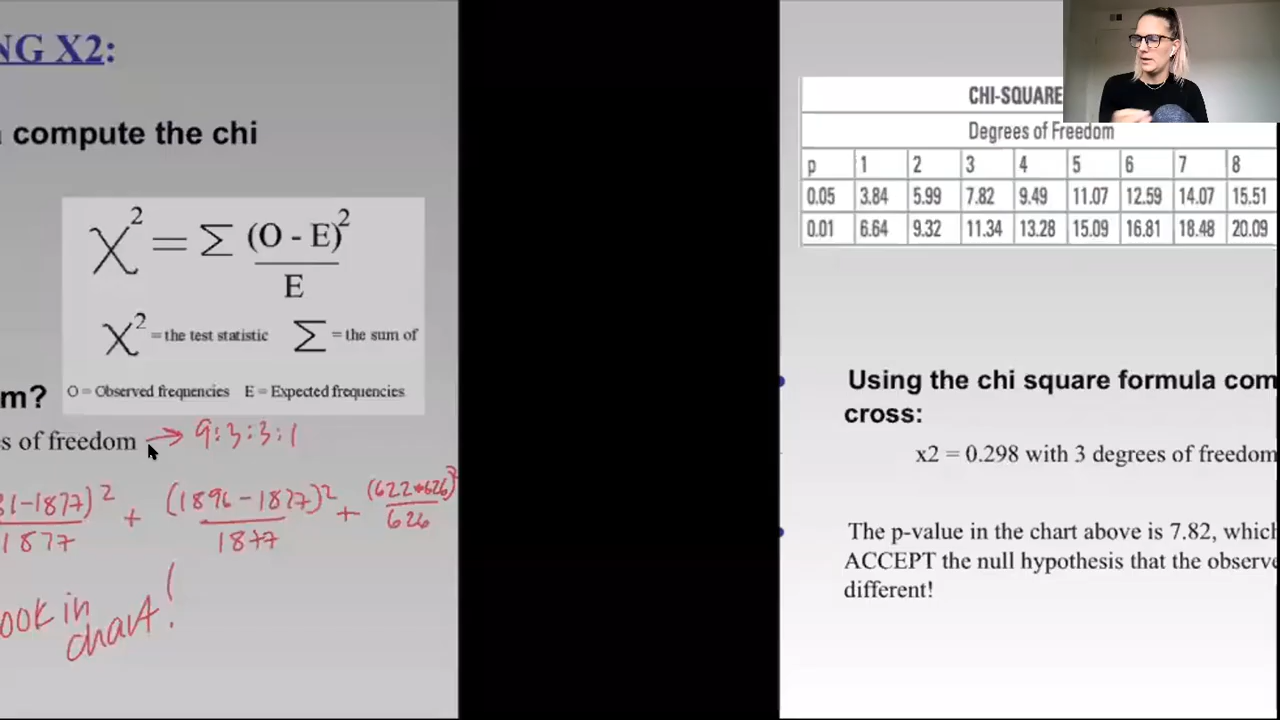 NG X2:
compute the chi
χ² = Σ (O - E)²
E
χ² = the test statistic Σ = the sum of
O = Observed frequencies E = Expected frequencies
m?
s of freedom → 9:3:3:1
1-1877)² + (1896-1877)² + (622-626)²
1877 1877 626
ook in
chart!
CHI-SQUARE
Degrees of Freedom
p 1 2 3 4 5 6 7 8
0.05 3.84 5.99 7.82 9.49 11.07 12.59 14.07 15.51
0.01 6.64 9.32 11.34 13.28 15.09 16.81 18.48 20.09
Using the chi square formula com
cross:
x2 = 0.298 with 3 degrees of freedom
The p-value in the chart above is 7.82, which
ACCEPT the null hypothesis that the observe
different!